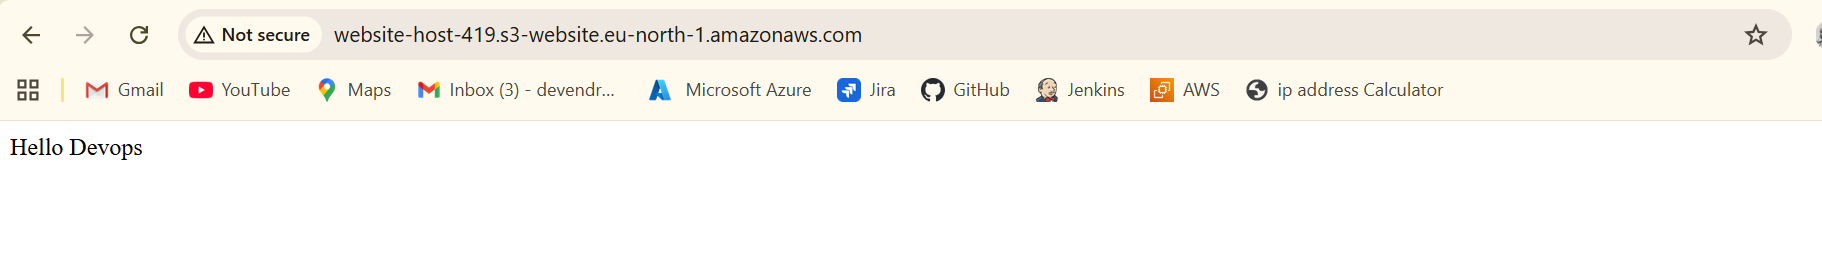 Not secure website-host-419.s3-website.eu-north-1.amazonaws.com
Gmail YouTube Maps Inbox (3) - devendr... Microsoft Azure Jira GitHub Jenkins AWS ip address Calculator
Hello Devops